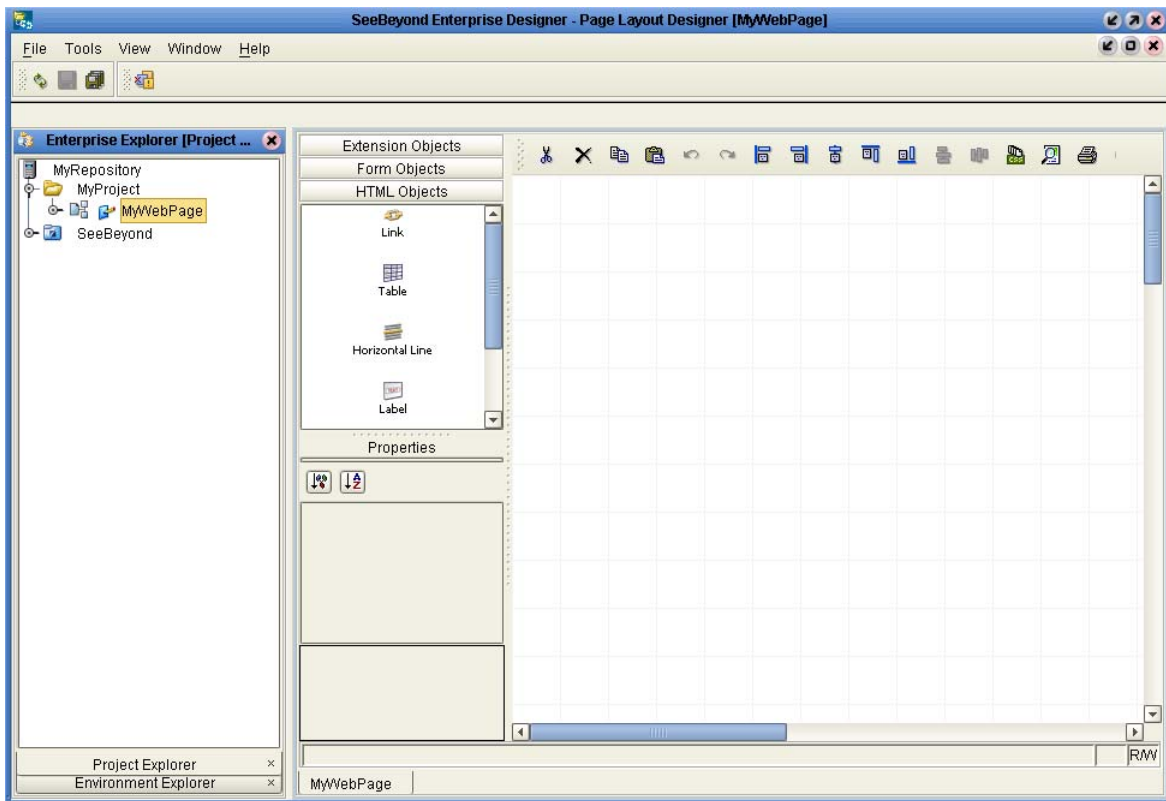 SeeBeyond Enterprise Designer - Page Layout Designer [MyWebPage]
File Tools View Window Help
Enterprise Explorer [Project ...
MyRepository
MyProject
MyWebPage
SeeBeyond
Project Explorer
Environment Explorer
Extension Objects
Form Objects
HTML Objects
Link
Table
Horizontal Line
Label
Properties
R/W
MyWebPage